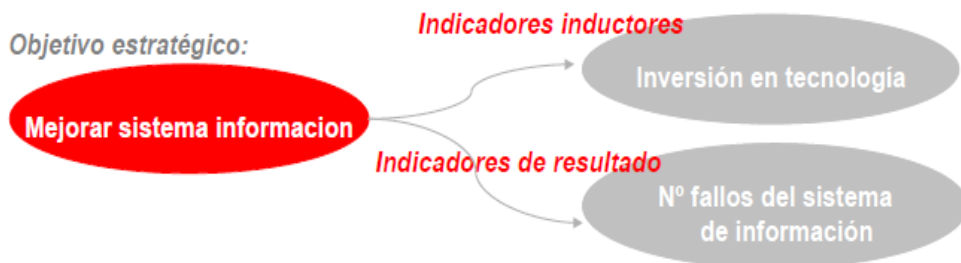 Indicadores inductores
Objetivo estratégico:
Inversión en tecnología
Mejorar sistema informacion
Indicadores de resultado
Nº fallos del sistema
de información